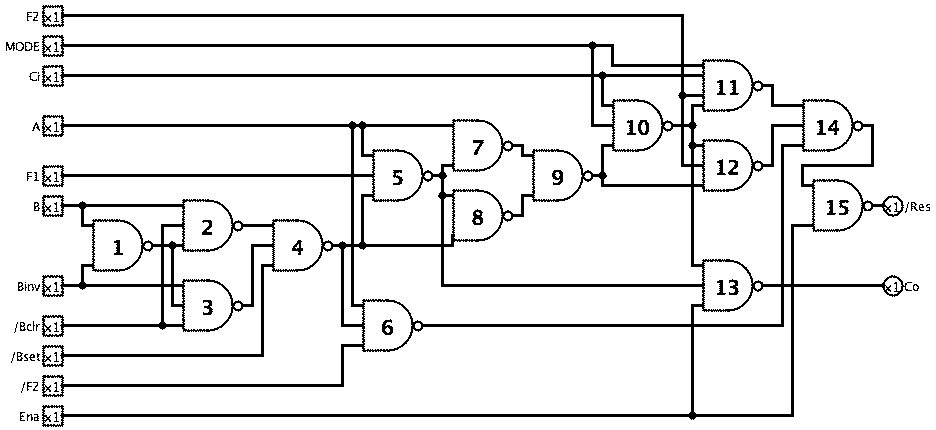 F2 x1
MODE x1
Ci x1
11
10
14
A x1
7
12
F1 x1
5
9
B x1
8
15
x1 /Res
2
1
4
Binv x1
13
x1 Co
3
/Bclr x1
6
/Bset x1
/F2 x1
Ena x1